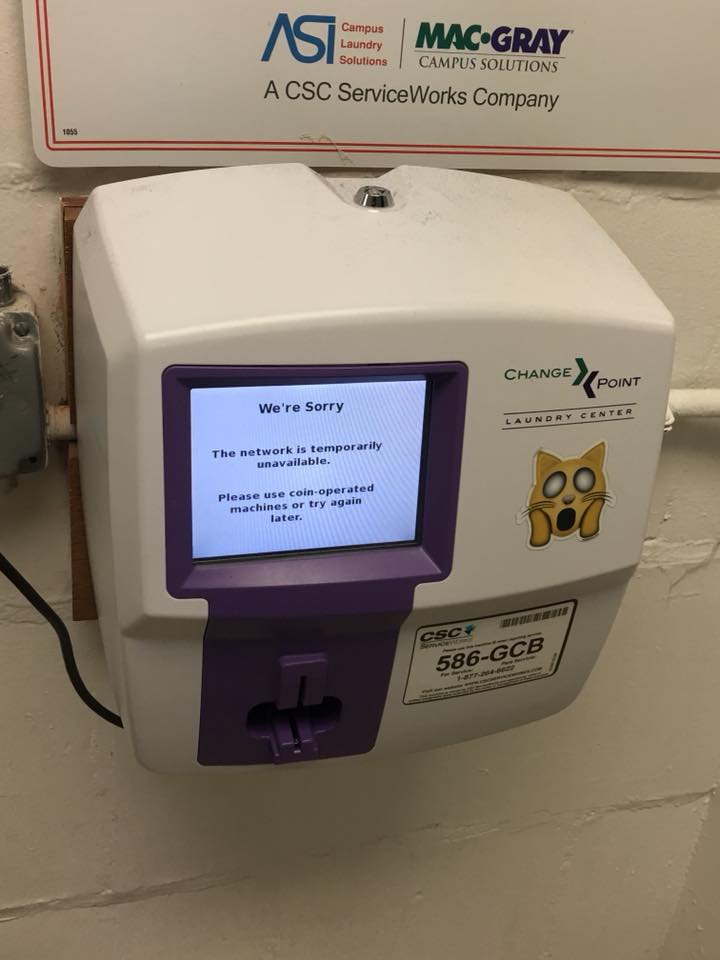 ASI Campus
Laundry
Solutions
MAC•GRAY
CAMPUS SOLUTIONS
A CSC ServiceWorks Company
1055
We're Sorry
The network is temporarily
unavailable.
Please use coin-operated
machines or try again
later.
CHANGE POINT
LAUNDRY CENTER
CSC
SERVICEWORKS
586-GCB
For Service:
1-877-264-6622